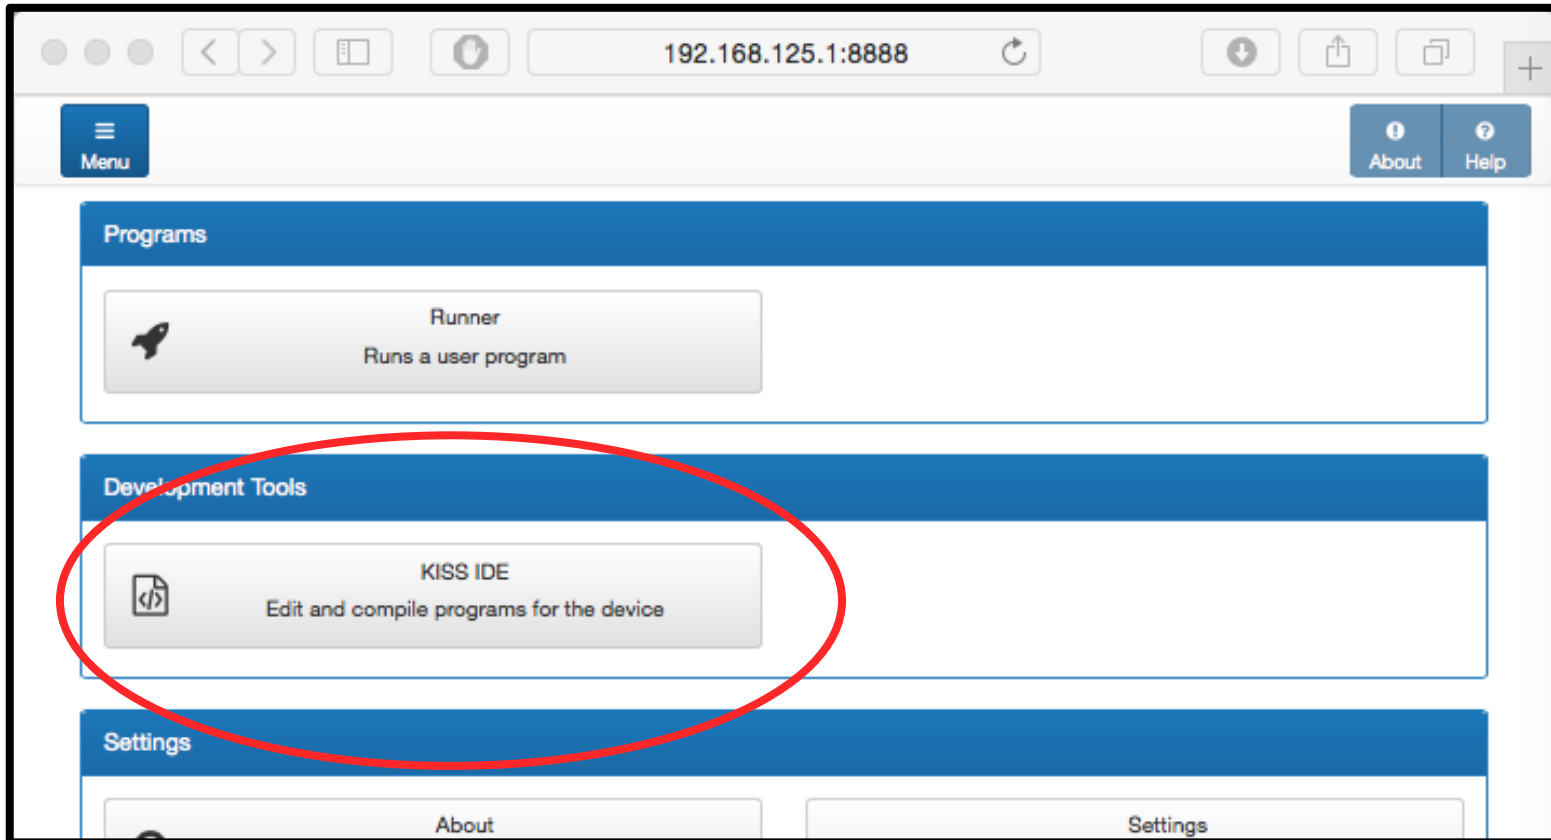 192.168.125.1:8888
Menu
About
Help
Programs
Runner
Runs a user program
Development Tools
KISS IDE
Edit and compile programs for the device
Settings
About
Settings